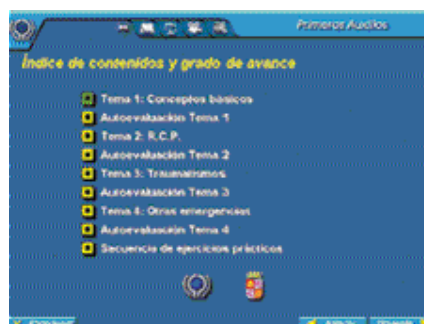 Primeros Auxilios
Índice de contenidos y grado de avance
Tema 1: Conceptos básicos
Autoevaluación Tema 1
Tema 2: R.C.P.
Autoevaluación Tema 2
Tema 3: Traumatismos
Autoevaluación Tema 3
Tema 4: Otras emergencias
Autoevaluación Tema 4
Secuencia de ejercicios prácticos